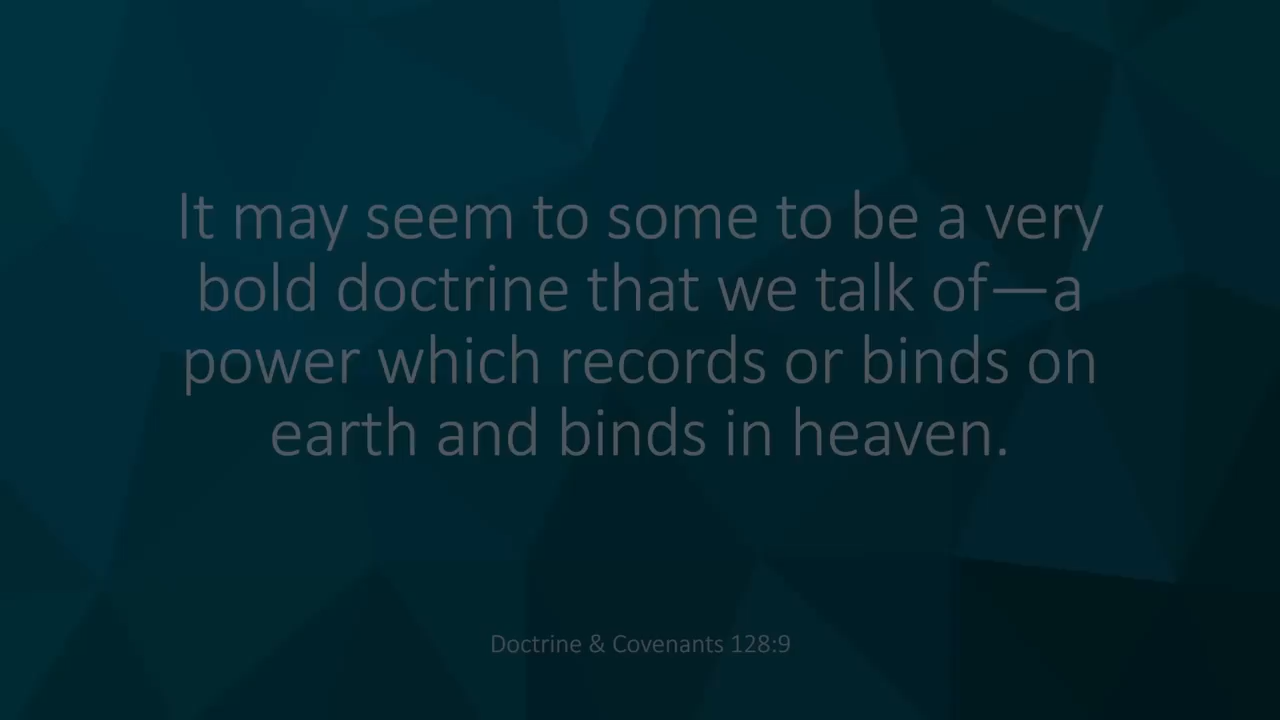 It may seem to some to be a very
bold doctrine that we talk of—a
power which records or binds on
earth and binds in heaven.
Doctrine & Covenants 128:9